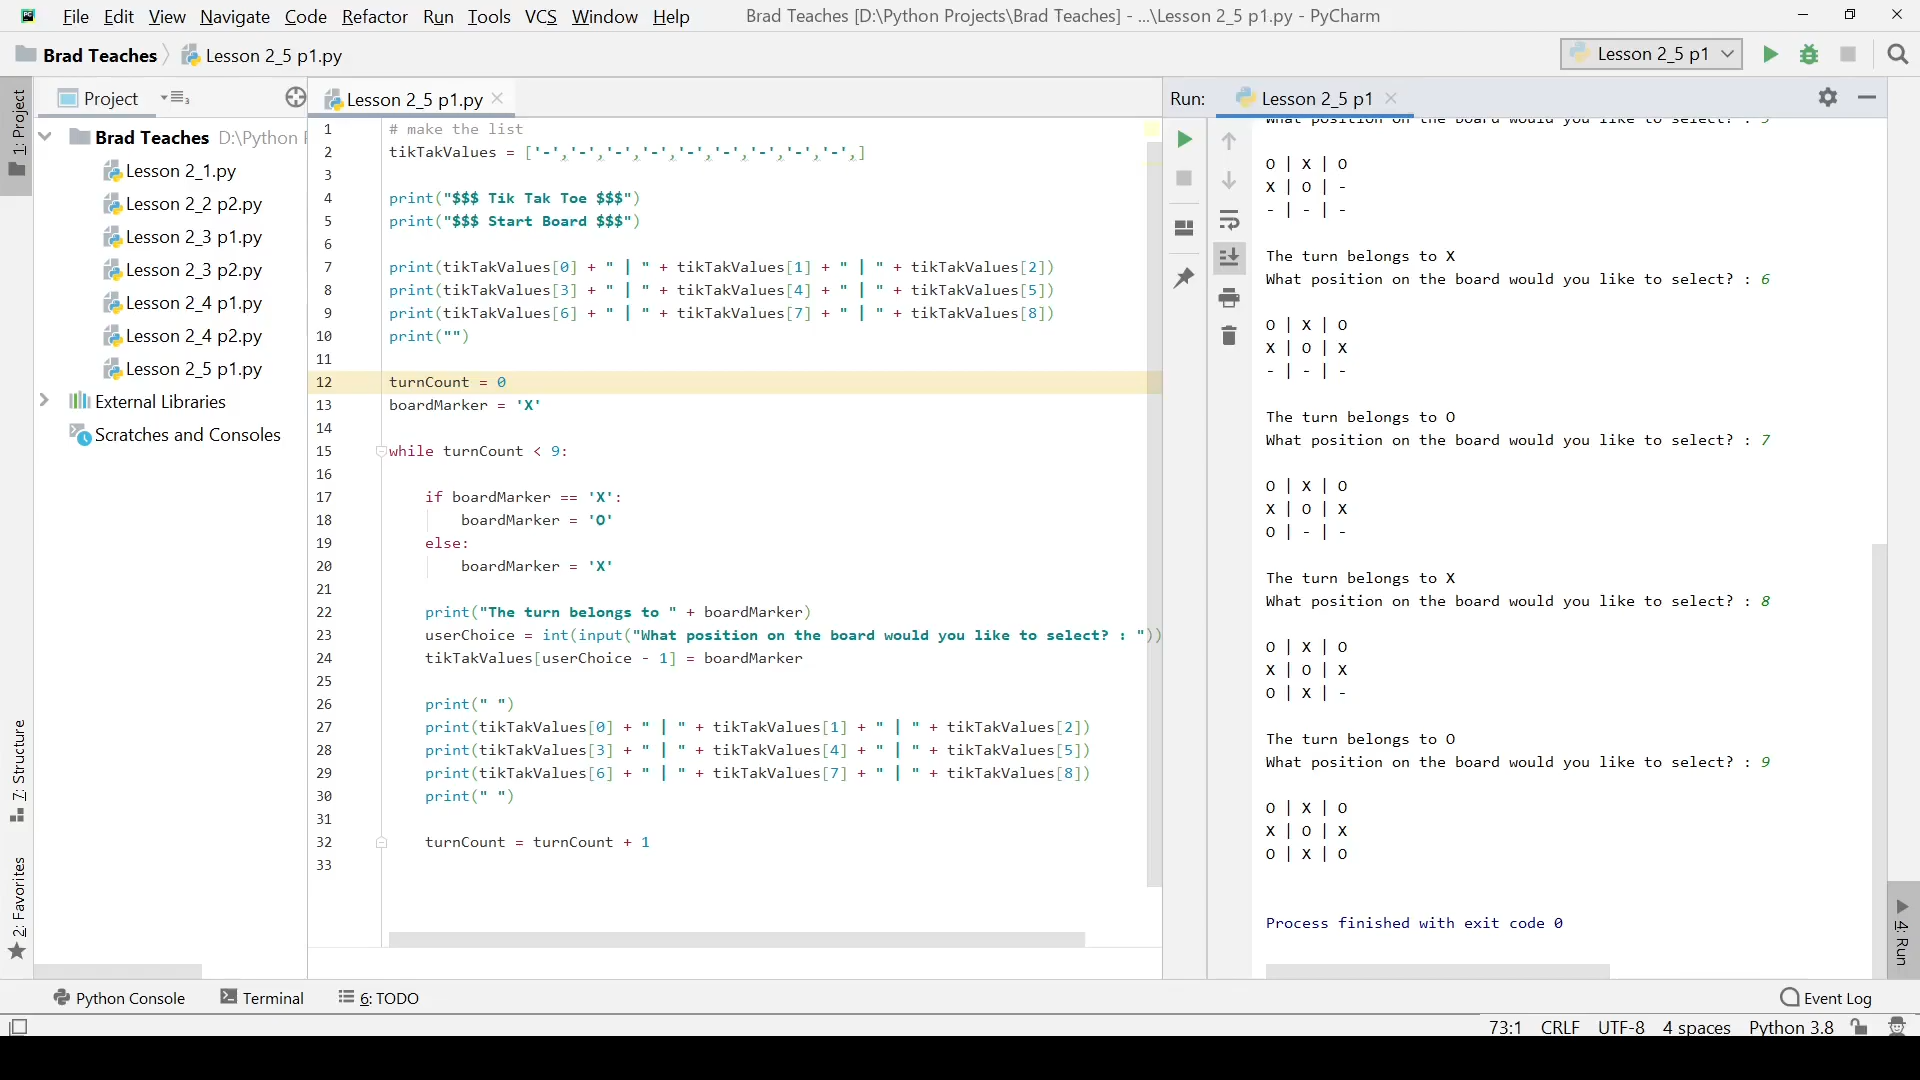 File Edit View Navigate Code Refactor Run Tools VCS Window Help Brad Teaches [D:\Python Projects\Brad Teaches] - ...\Lesson 2_5 p1.py - PyCharm
Brad Teaches Lesson 2_5 p1.py Lesson 2_5 p1
1: Project
Project
Brad Teaches D:\Python
Lesson 2_1.py
Lesson 2_2 p2.py
Lesson 2_3 p1.py
Lesson 2_3 p2.py
Lesson 2_4 p1.py
Lesson 2_4 p2.py
Lesson 2_5 p1.py
External Libraries
Scratches and Consoles
7: Structure
2: Favorites
Lesson 2_5 p1.py
1 # make the list
2 tikTakValues = ['-','-','-','-','-','-','-','-','-',]
3
4 print("$$$ Tik Tak Toe $$$")
5 print("$$$ Start Board $$$")
6
7 print(tikTakValues[0] + " | " + tikTakValues[1] + " | " + tikTakValues[2])
8 print(tikTakValues[3] + " | " + tikTakValues[4] + " | " + tikTakValues[5])
9 print(tikTakValues[6] + " | " + tikTakValues[7] + " | " + tikTakValues[8])
10 print("")
11
12 turnCount = 0
13 boardMarker = 'X'
14
15 while turnCount < 9:
16
17 if boardMarker == 'X':
18 boardMarker = 'O'
19 else:
20 boardMarker = 'X'
21
22 print("The turn belongs to " + boardMarker)
23 userChoice = int(input("What position on the board would you like to select? : "))
24 tikTakValues[userChoice - 1] = boardMarker
25
26 print(" ")
27 print(tikTakValues[0] + " | " + tikTakValues[1] + " | " + tikTakValues[2])
28 print(tikTakValues[3] + " | " + tikTakValues[4] + " | " + tikTakValues[5])
29 print(tikTakValues[6] + " | " + tikTakValues[7] + " | " + tikTakValues[8])
30 print(" ")
31
32 turnCount = turnCount + 1
33
Run: Lesson 2_5 p1
What position on the board would you like to select? : 5
O | X | O
X | O | -
- | - | -
The turn belongs to X
What position on the board would you like to select? : 6
O | X | O
X | O | X
- | - | -
The turn belongs to O
What position on the board would you like to select? : 7
O | X | O
X | O | X
O | - | -
The turn belongs to X
What position on the board would you like to select? : 8
O | X | O
X | O | X
O | X | -
The turn belongs to O
What position on the board would you like to select? : 9
O | X | O
X | O | X
O | X | O
Process finished with exit code 0
4: Run
Python Console Terminal 6: TODO Event Log
73:1 CRLF UTF-8 4 spaces Python 3.8